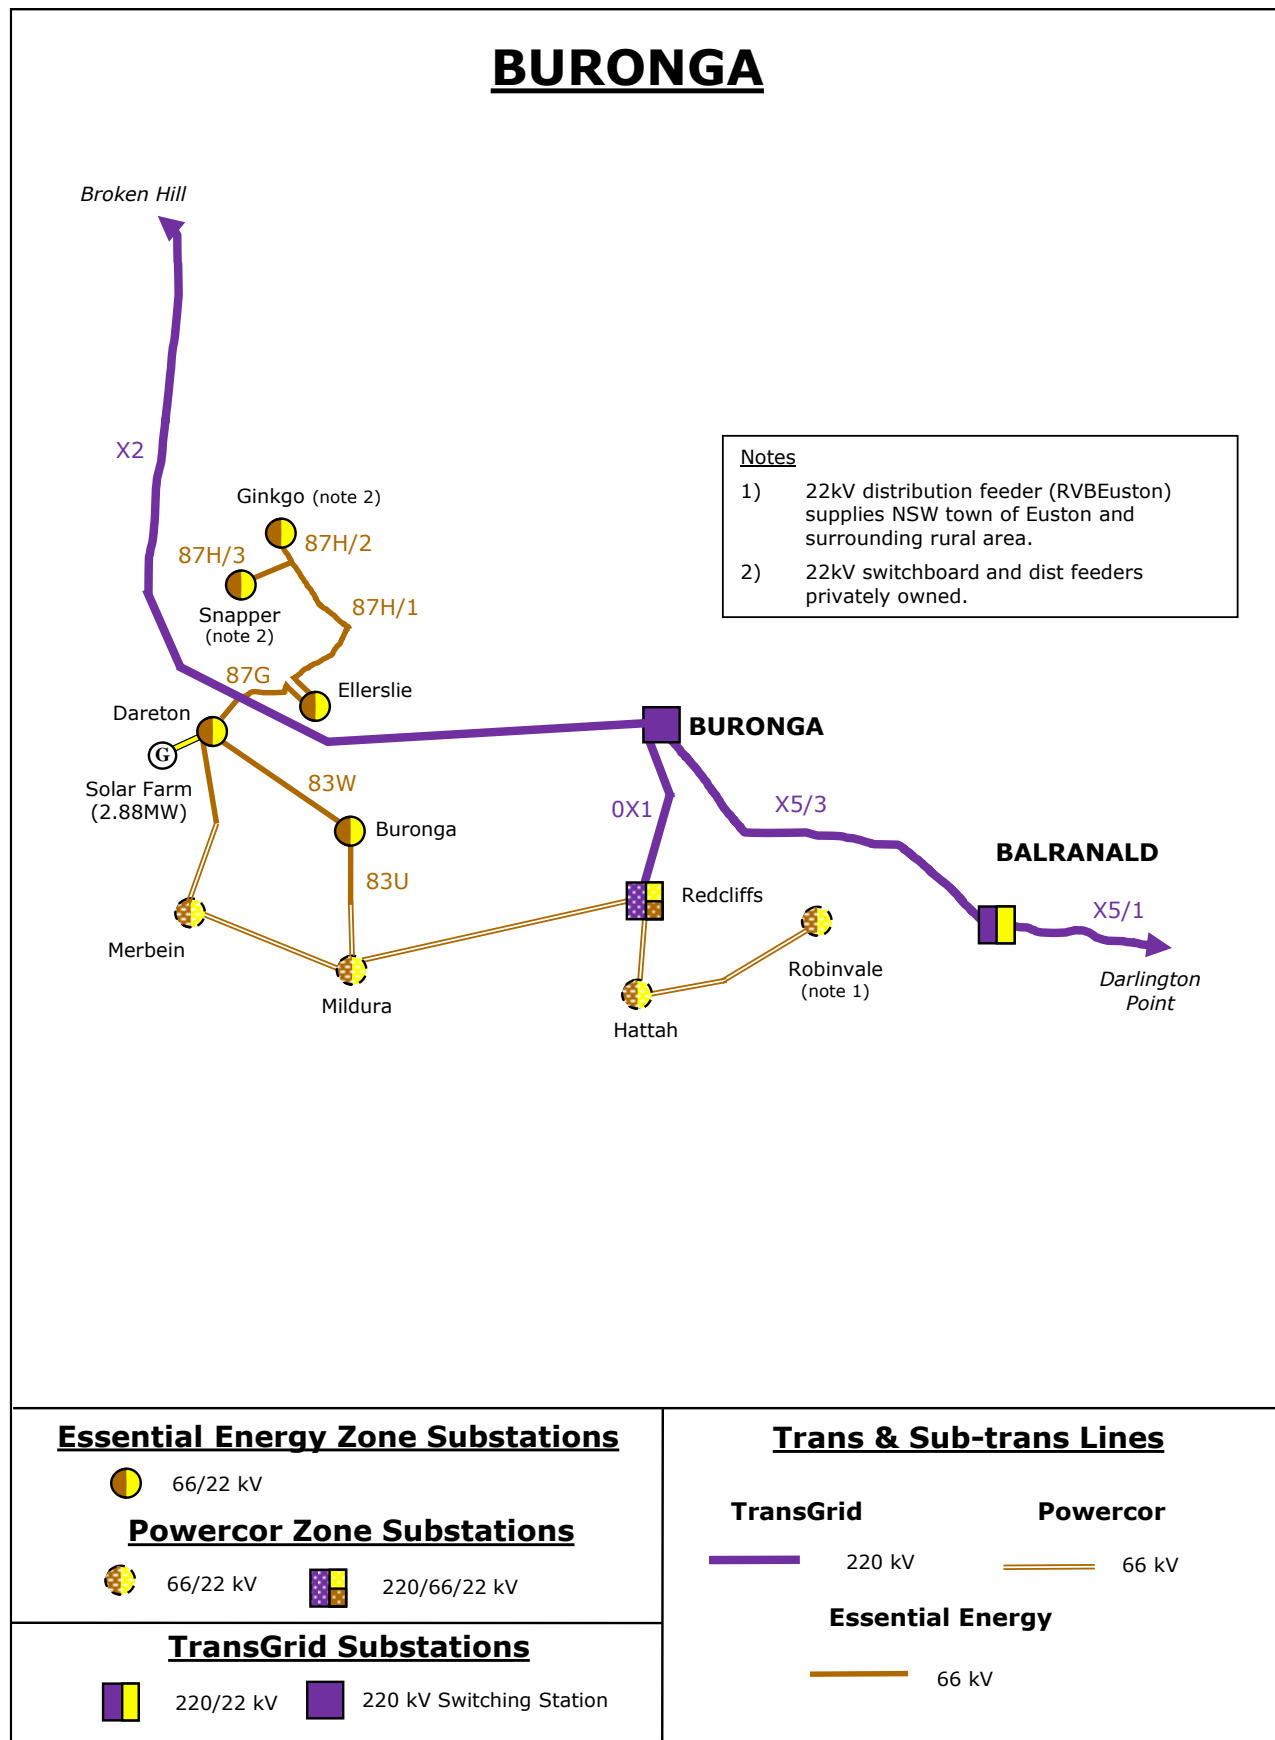 BURONGA
Broken Hill
X2
Notes
1) 22kV distribution feeder (RVBEuston)
supplies NSW town of Euston and
surrounding rural area.
2) 22kV switchboard and dist feeders
privately owned.
Ginkgo (note 2)
87H/3
87H/2
Snapper
(note 2)
87H/1
87G
Ellerslie
Dareton
BURONGA
G
Solar Farm
(2.88MW)
83W
0X1
X5/3
Buronga
BALRANALD
83U
Redcliffs
X5/1
Merbein
Robinvale
(note 1)
Darlington
Point
Mildura
Hattah
Essential Energy Zone Substations
66/22 kV
Powercor Zone Substations
66/22 kV
220/66/22 kV
TransGrid Substations
220/22 kV
220 kV Switching Station
Trans & Sub-trans Lines
TransGrid
Powercor
220 kV
66 kV
Essential Energy
66 kV